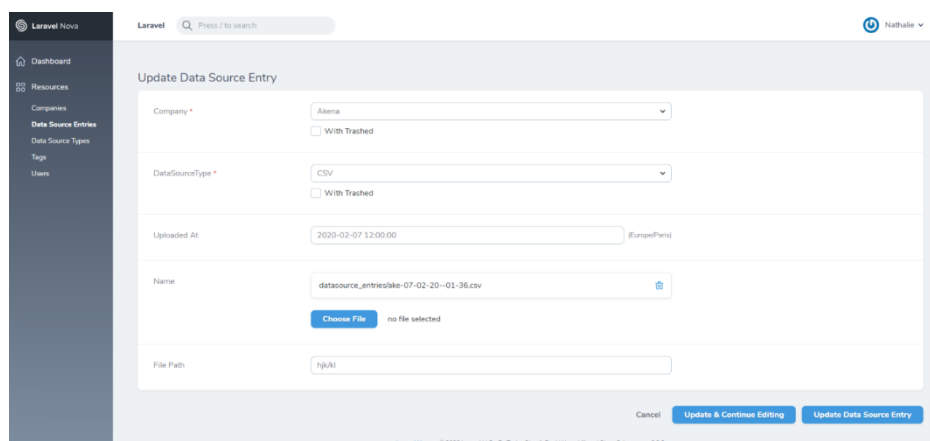 Laravel Nova
Laravel
Press / to search
Nathalie
Dashboard
Resources
Companies
Data Source Entries
Data Source Types
Tags
Users
Update Data Source Entry
Company *
Akena
With Trashed
DataSourceType *
CSV
With Trashed
Uploaded At
2020-02-07 12:00:00
(Europe/Paris)
Name
datasource_entries/ake-07-02-20--01-36.csv
Choose File
no file selected
File Path
hjk/kl
Cancel
Update & Continue Editing
Update Data Source Entry